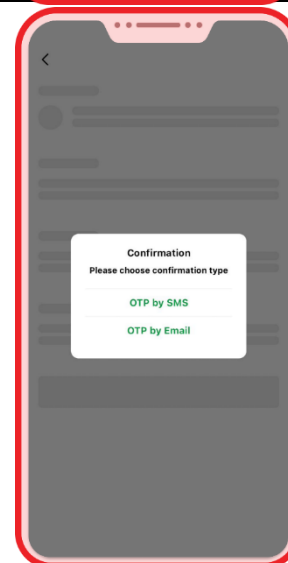 Confirmation
Please choose confirmation type
OTP by SMS
OTP by Email